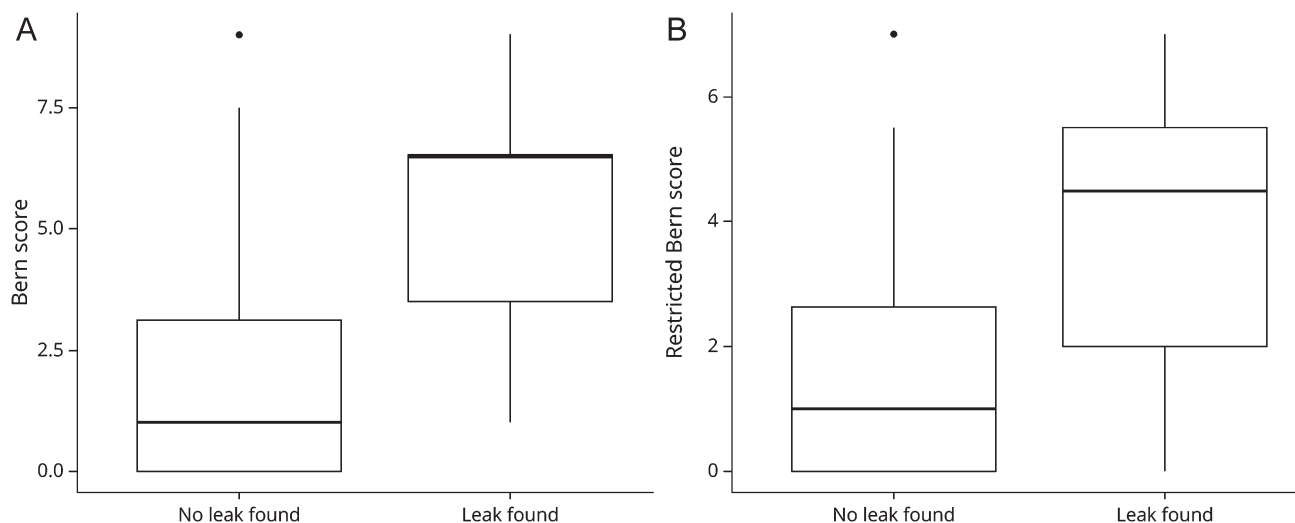 A
Bern score
7.5
5.0
2.5
0.0
No leak found
Leak found
B
Restricted Bern score
6
4
2
0
No leak found
Leak found